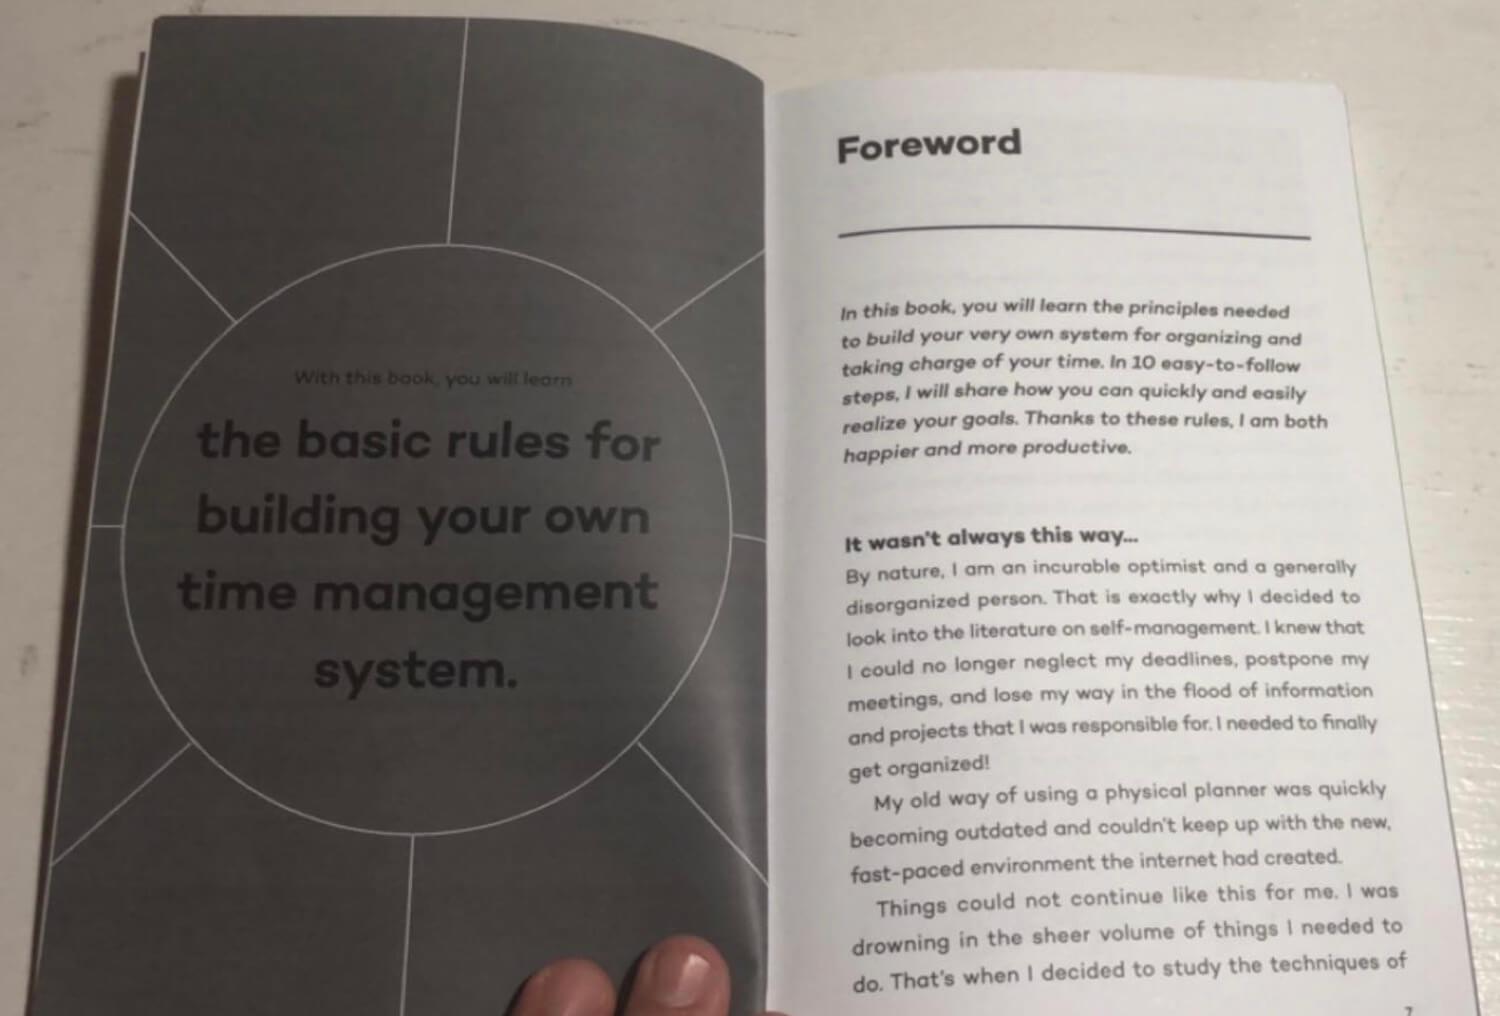 With this book, you will learn
the basic rules for
building your own
time management
system.
Foreword
In this book, you will learn the principles needed
to build your very own system for organizing and
taking charge of your time. In 10 easy-to-follow
steps, I will share how you can quickly and easily
realize your goals. Thanks to these rules, I am both
happier and more productive.
It wasn't always this way...
By nature, I am an incurable optimist and a generally
disorganized person. That is exactly why I decided to
look into the literature on self-management. I knew that
I could no longer neglect my deadlines, postpone my
meetings, and lose my way in the flood of information
and projects that I was responsible for. I needed to finally
get organized!
My old way of using a physical planner was quickly
becoming outdated and couldn't keep up with the new,
fast-paced environment the internet had created.
Things could not continue like this for me. I was
drowning in the sheer volume of things I needed to
do. That's when I decided to study the techniques of
7